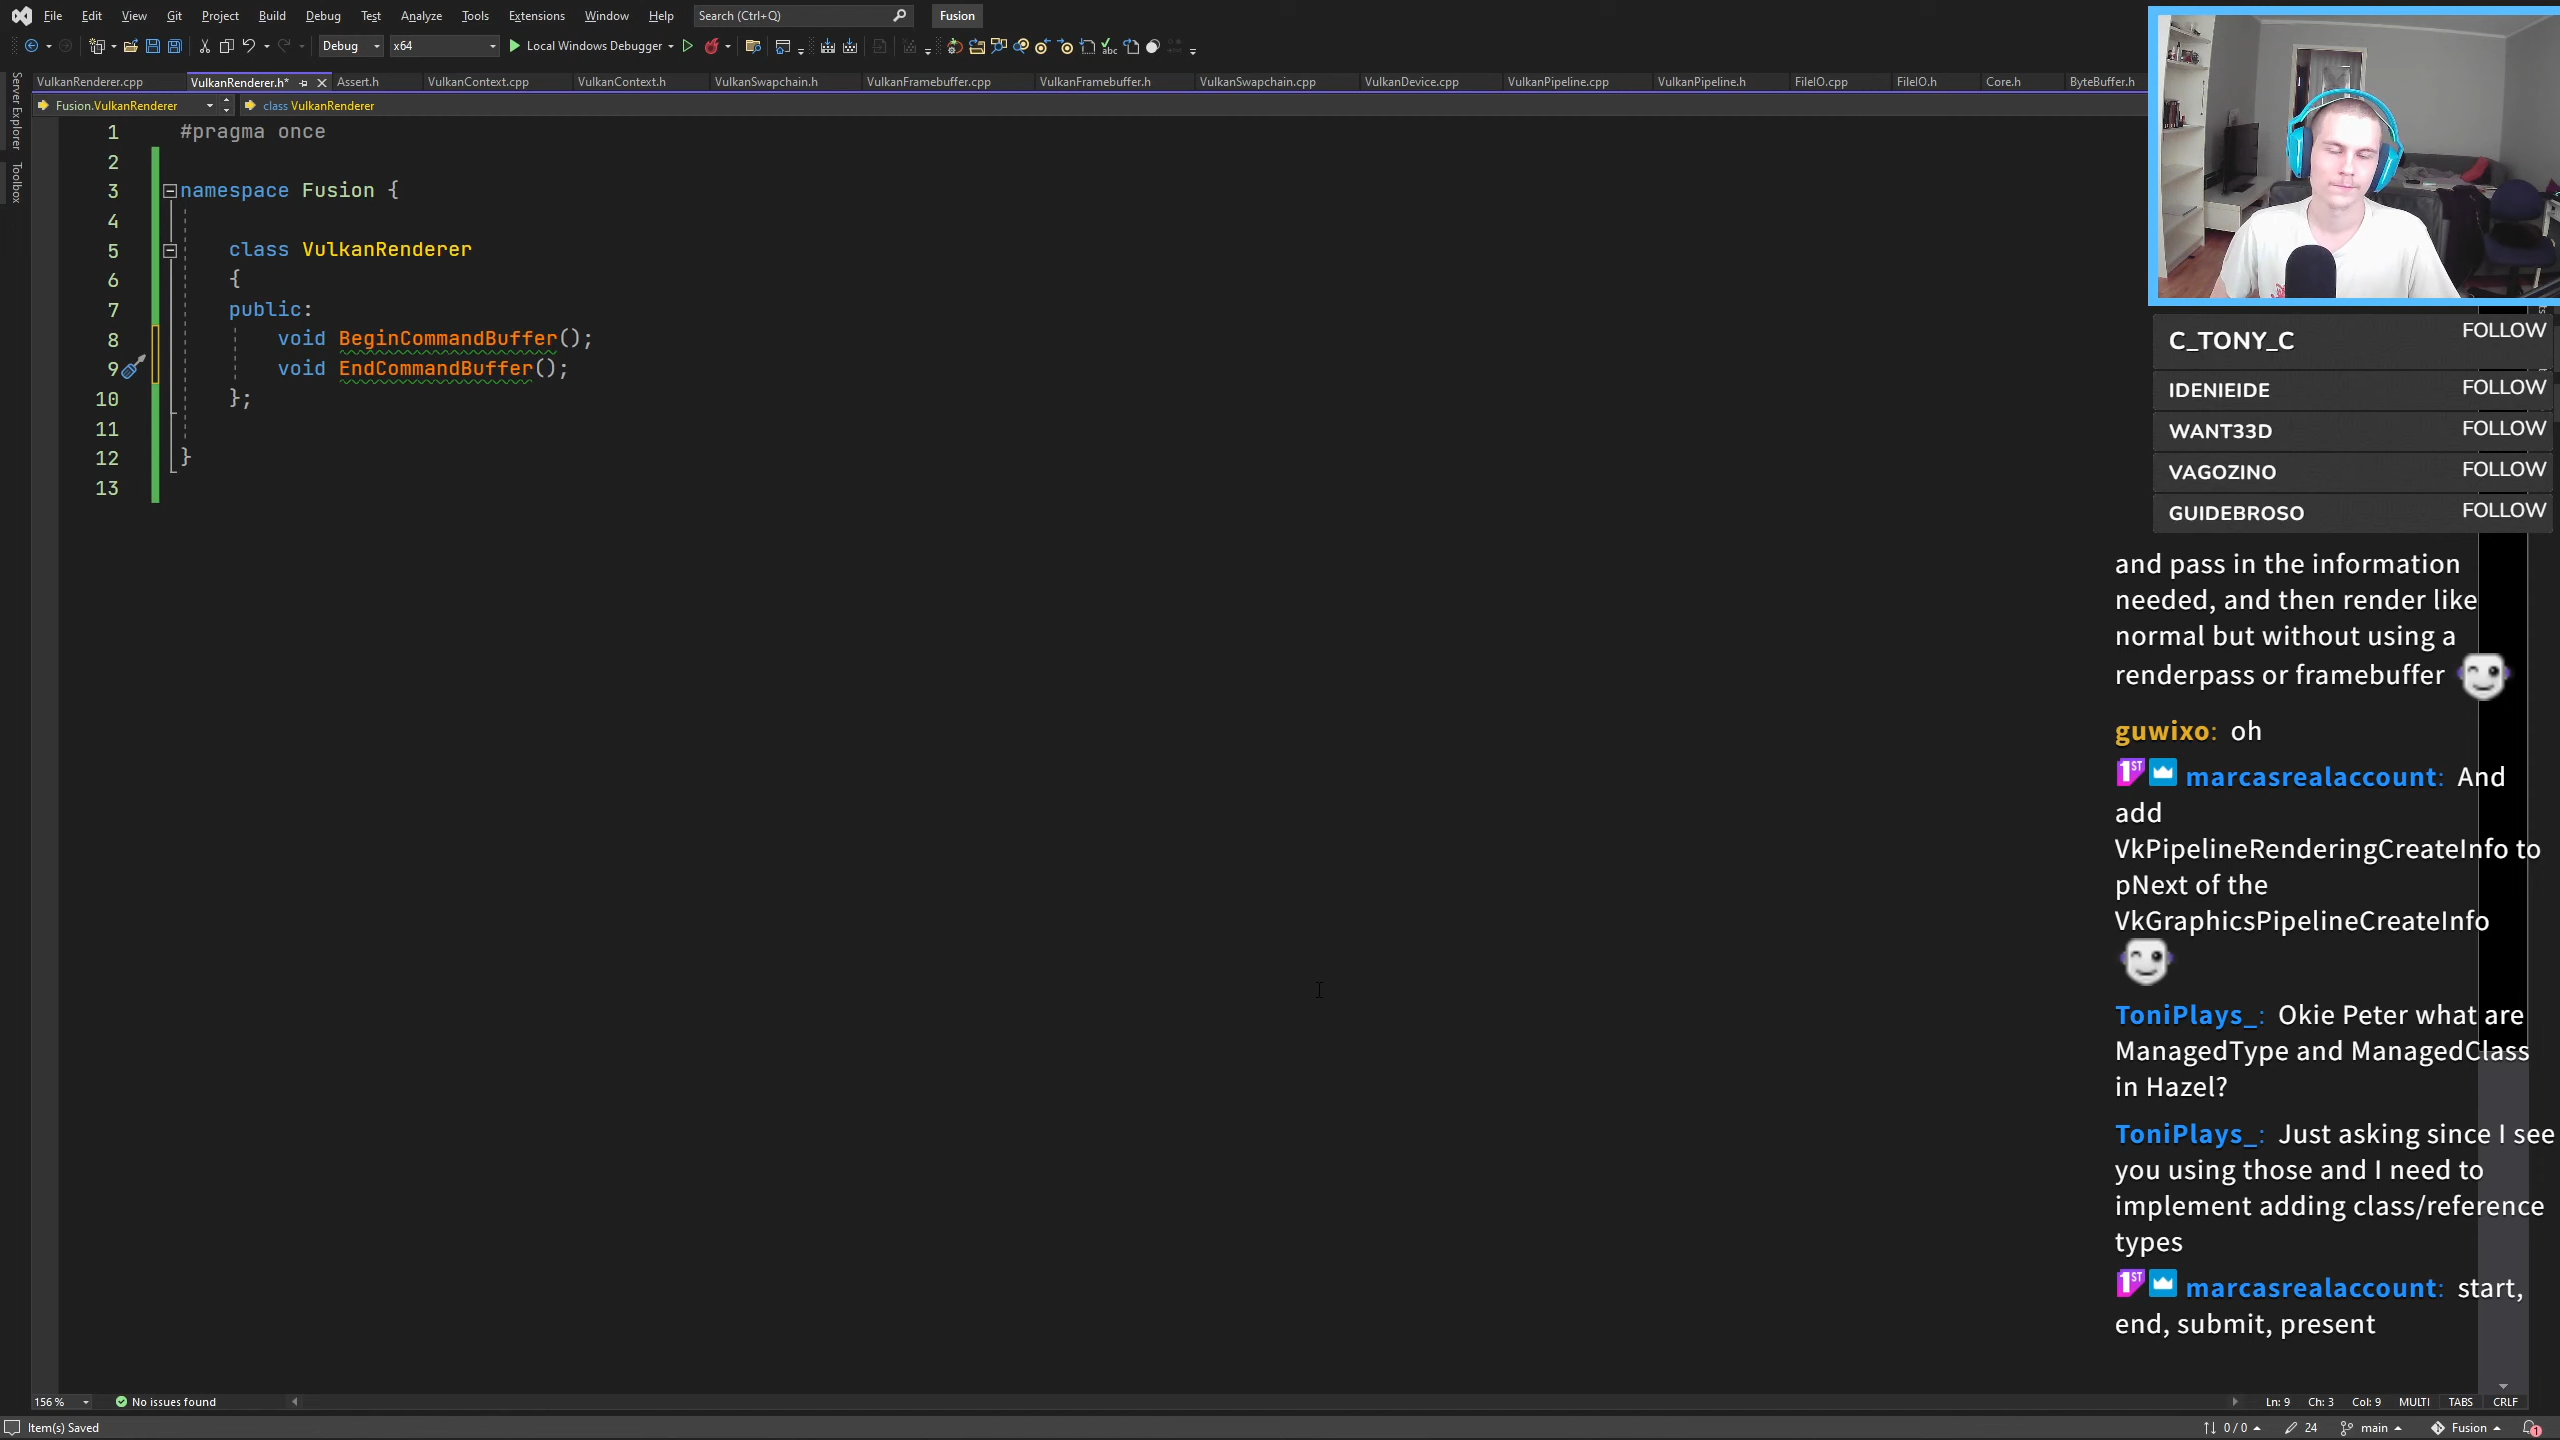 File Edit View Git Project Build Debug Test Analyze Tools Extensions Window Help Search (Ctrl+Q) Fusion
Debug x64 Local Windows Debugger
VulkanRenderer.cpp VulkanRenderer.h* Assert.h VulkanContext.cpp VulkanContext.h VulkanSwapchain.h VulkanFramebuffer.cpp VulkanFramebuffer.h VulkanSwapchain.cpp VulkanDevice.cpp VulkanPipeline.cpp VulkanPipeline.h FileIO.cpp FileIO.h Core.h ByteBuffer.h
Fusion.VulkanRenderer class VulkanRenderer
Server Explorer
Toolbox
1 #pragma once
2
3 namespace Fusion {
4
5 class VulkanRenderer
6 {
7 public:
8 void BeginCommandBuffer();
9 void EndCommandBuffer();
10 };
11
12 }
13
C_TONY_C FOLLOW
IDENIEIDE FOLLOW
WANT33D FOLLOW
VAGOZINO FOLLOW
GUIDEBROSO FOLLOW
and pass in the information
needed, and then render like
normal but without using a
renderpass or framebuffer
guwixo: oh
marcasrealaccount: And
add
VkPipelineRenderingCreateInfo to
pNext of the
VkGraphicsPipelineCreateInfo
ToniPlays_: Okie Peter what are
ManagedType and ManagedClass
in Hazel?
ToniPlays_: Just asking since I see
you using those and I need to
implement adding class/reference
types
marcasrealaccount: start,
end, submit, present
156 % No issues found Ln: 9 Ch: 3 Col: 9 MULTI TABS CRLF
Item(s) Saved 0 / 0 24 main Fusion 1